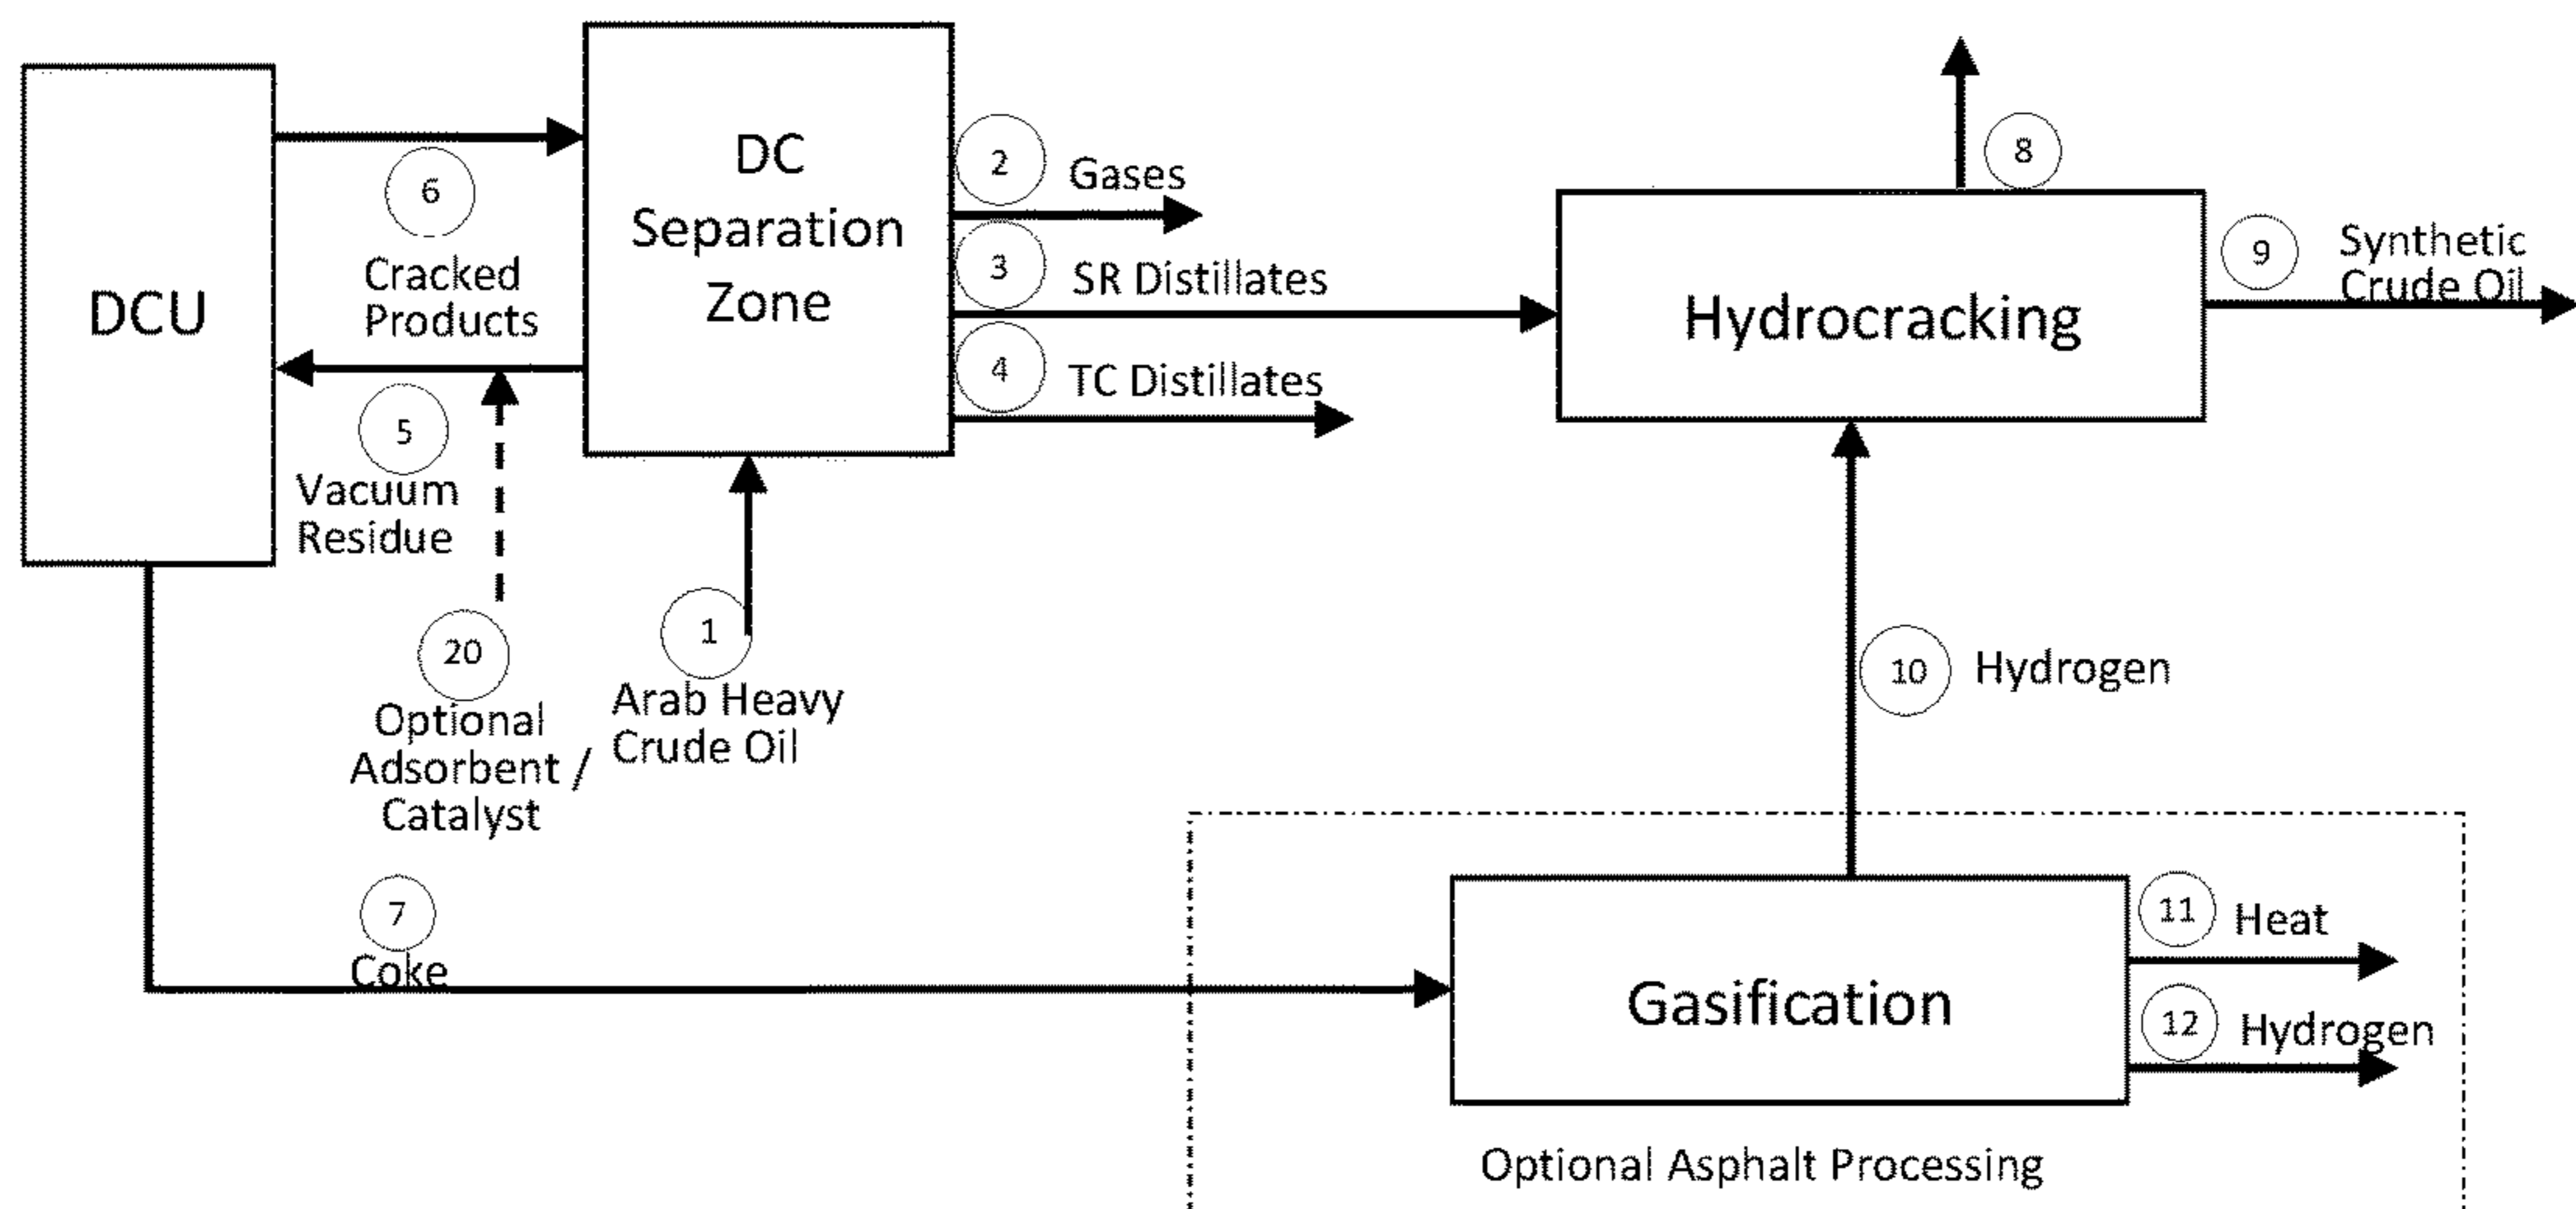 DCU
6
Cracked
Products
5
Vacuum
Residue
20
Optional
Adsorbent /
Catalyst
DC
Separation
Zone
1
Arab Heavy
Crude Oil
2
Gases
3
SR Distillates
4
TC Distillates
Hydrocracking
8
9
Synthetic
Crude Oil
10
Hydrogen
7
Coke
Gasification
11
Heat
12
Hydrogen
Optional Asphalt Processing